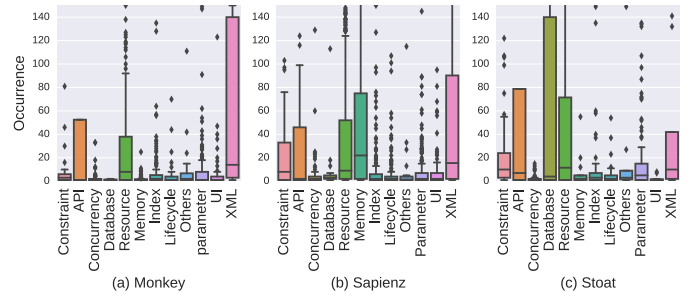 Occurrence
140
120
100
80
60
40
20
0
Constraint
API
Concurrency
Database
Resource
Memory
Index
Lifecycle
Others
parameter
UI
XML
(a) Monkey
140
120
100
80
60
40
20
0
Constraint
API
Concurrency
Database
Resource
Memory
Index
Lifecycle
Others
Parameter
UI
XML
(b) Sapienz
140
120
100
80
60
40
20
0
Constraint
API
Concurrency
Database
Resource
Memory
Index
Lifecycle
Others
Parameter
UI
XML
(c) Stoat